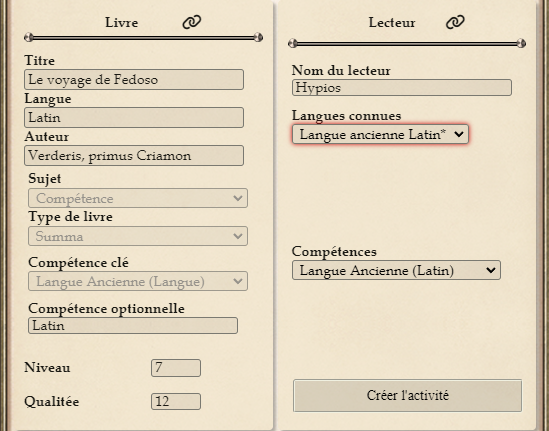 Livre
Titre
Le voyage de Fedoso
Langue
Latin
Auteur
Verderis, primus Criamon
Sujet
Compétence
Type de livre
Summa
Compétence clé
Langue Ancienne (Langue)
Compétence optionnelle
Latin
Niveau 7
Qualitée 12
Lecteur
Nom du lecteur
Hypios
Langues connues
Langue ancienne Latin*
Compétences
Langue Ancienne (Latin)
Créer l'activité